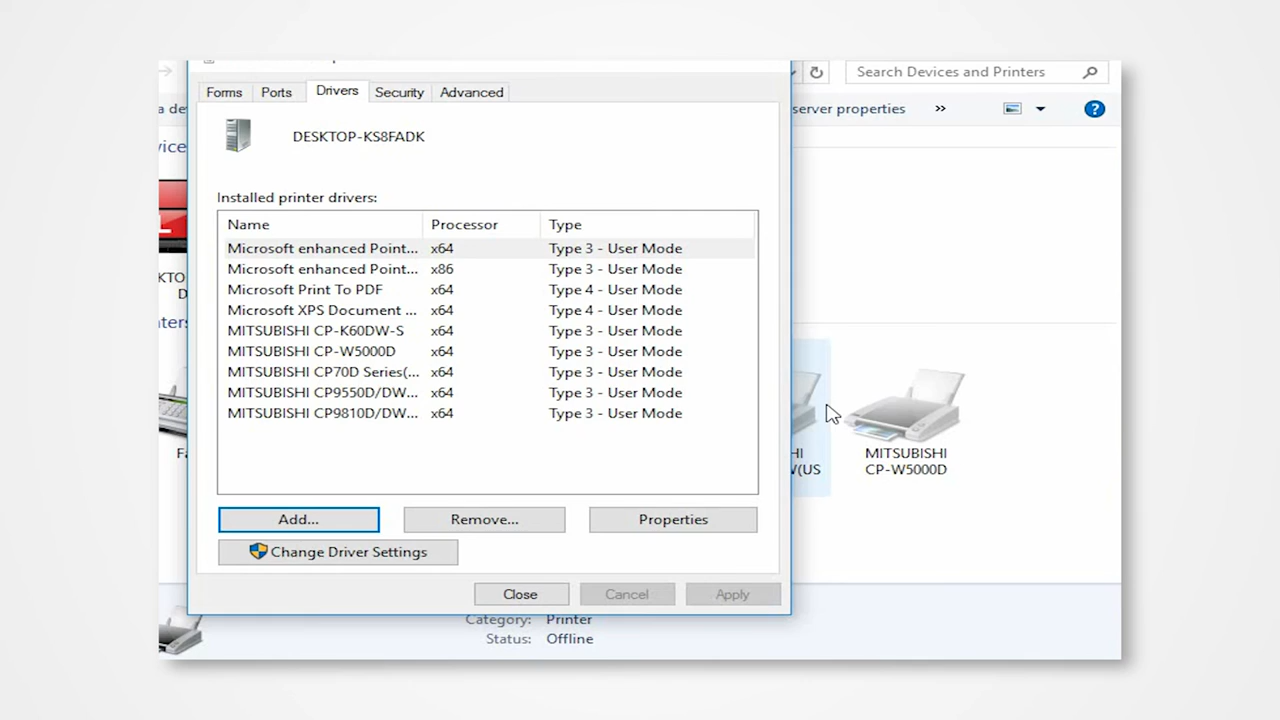 Search Devices and Printers
Forms Ports Drivers Security Advanced
server properties »
DESKTOP-KS8FADK
Installed printer drivers:
Name Processor Type
Microsoft enhanced Point... x64 Type 3 - User Mode
Microsoft enhanced Point... x86 Type 3 - User Mode
Microsoft Print To PDF x64 Type 4 - User Mode
Microsoft XPS Document ... x64 Type 4 - User Mode
MITSUBISHI CP-K60DW-S x64 Type 3 - User Mode
MITSUBISHI CP-W5000D x64 Type 3 - User Mode
MITSUBISHI CP70D Series(... x64 Type 3 - User Mode
MITSUBISHI CP9550D/DW... x64 Type 3 - User Mode
MITSUBISHI CP9810D/DW... x64 Type 3 - User Mode
MITSUBISHI
CP-W5000D
Add... Remove... Properties
Change Driver Settings
Close Cancel Apply
Category: Printer
Status: Offline